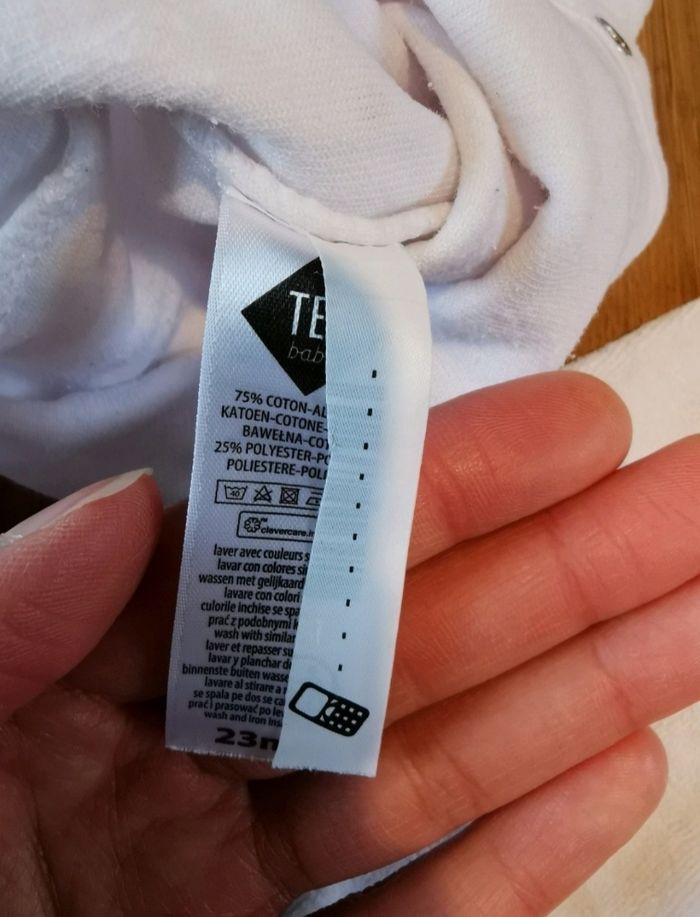 TE
bab
75% COTON-AL
KATOEN-COTONE-
BAWEŁNA-COT
25% POLYESTER-PO
POLIESTERE-POL
40
clevercare.in
laver avec couleurs s
lavar con colores si
wassen met gelijkaard
lavare con colori
culorile inchise se spa
prać z podobnymi k
wash with similar
laver et repasser su
lavar y planchar d
binnenste buiten wasse
lavare al stirare a r
se spala pe dos se ca
prać i prasować po le
wash and iron ins
23m